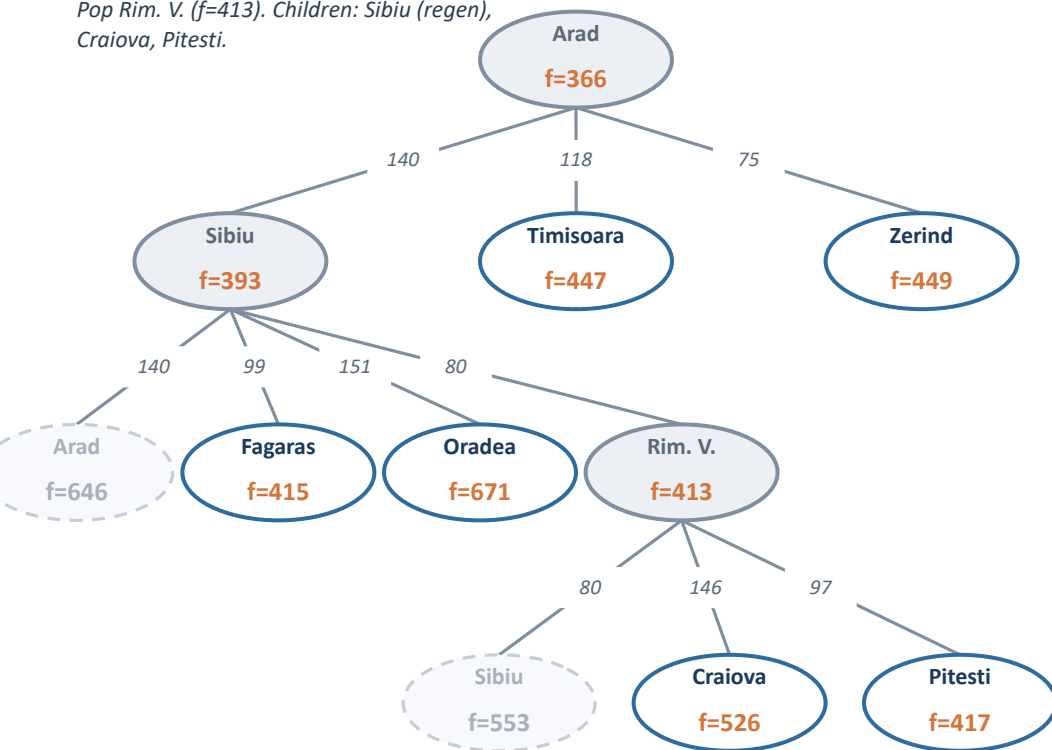 Pop Rim. V. (f=413). Children: Sibiu (regen),
Craiova, Pitesti.
Arad
f=366
140
118
75
Sibiu
f=393
Timisoara
f=447
Zerind
f=449
140
99
151
80
Arad
f=646
Fagaras
f=415
Oradea
f=671
Rim. V.
f=413
80
146
97
Sibiu
f=553
Craiova
f=526
Pitesti
f=417